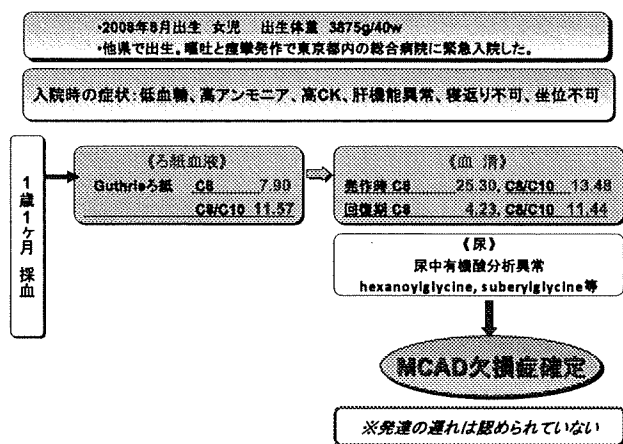 ・2008年8月出生 女児 出生体重 3875g/40w
・他県で出生。嘔吐と痙攣発作で東京都内の総合病院に緊急入院した。
入院時の症状：低血糖、高アンモニア、高CK、肝機能異常、寝返り不可、坐位不可
1歳1ヶ月 採血
《ろ紙血液》
Guthrieろ紙 C8 7.90
C8/C10 11.57
《血清》
発作時 C8 25.30, C8/C10 13.48
回復期 C8 4.23, C8/C10 11.44
《尿》
尿中有機酸分析異常
hexanoylglycine, suberylglycine等
MCAD欠損症確定
※発達の遅れは認められていない